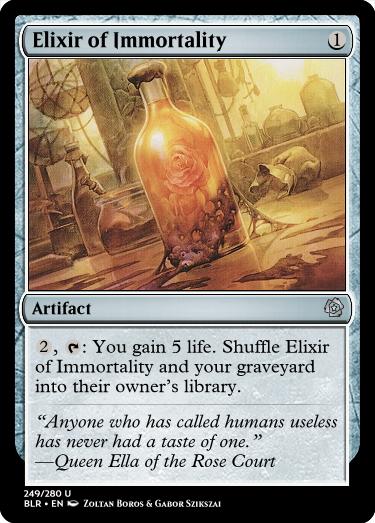 Elixir of Immortality 1
Artifact
2, T: You gain 5 life. Shuffle Elixir
of Immortality and your graveyard
into their owner's library.
“Anyone who has called humans useless
has never had a taste of one.”
—Queen Ella of the Rose Court
249/280 U
BLR • EN Zoltan Boros & Gabor Szikszai